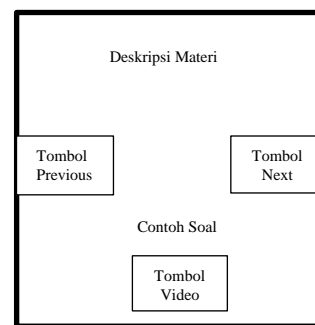 Deskripsi Materi
Tombol
Previous
Tombol
Next
Contoh Soal
Tombol
Video